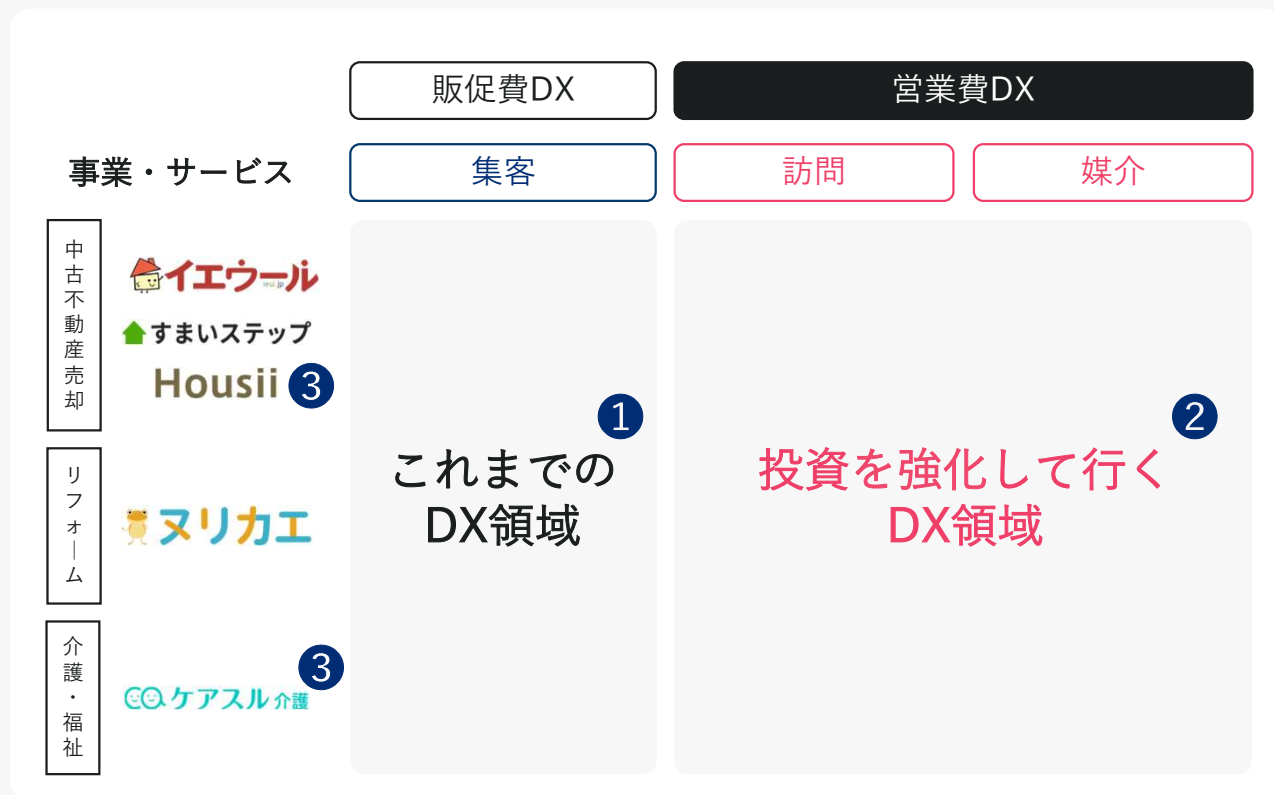 販促費DX
営業費DX
事業・サービス
集客
訪問
媒介
中古不動産売却
イエウール
ieul.jp
すまいステップ
Housii
3
リフォーム
ヌリカエ
介護・福祉
3
ケアスル 介護
1
これまでの
DX領域
2
投資を強化して行く
DX領域